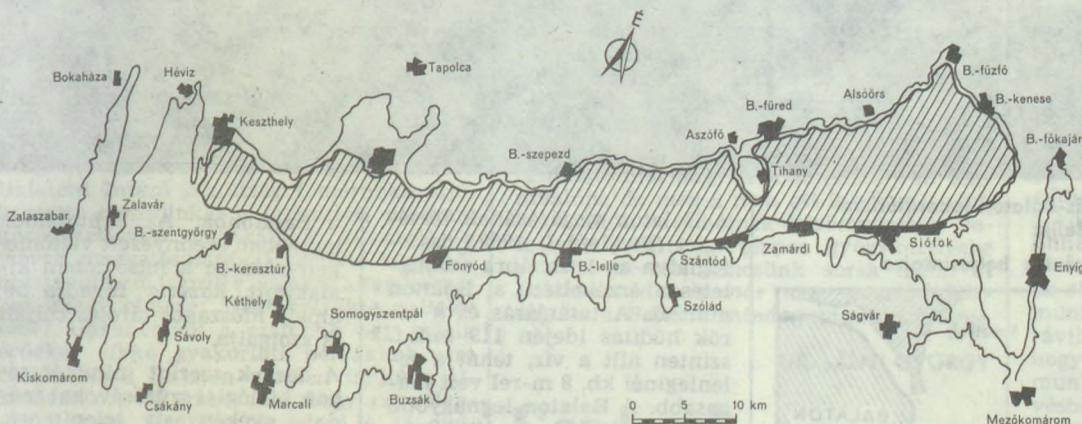 É
Bokaháza
Hévíz
Tapolca
B.-fűzfő
Keszthely
B.-füred
Alsóörs
B.-kenese
Aszófő
B.-szepezd
B.-főkajár
Tihany
Zalaszabar
Zalavár
B.-szentgyörgy
Zamárdi
Siófok
B.-keresztúr
Fonyód
B.-lelle
Szántód
Enying
Kéthely
Szólád
Somogyszentpál
Ságvár
Sávoly
Kiskomárom
Csákány
Marcali
Buzsák
0 5 10 km
Mezőkomárom